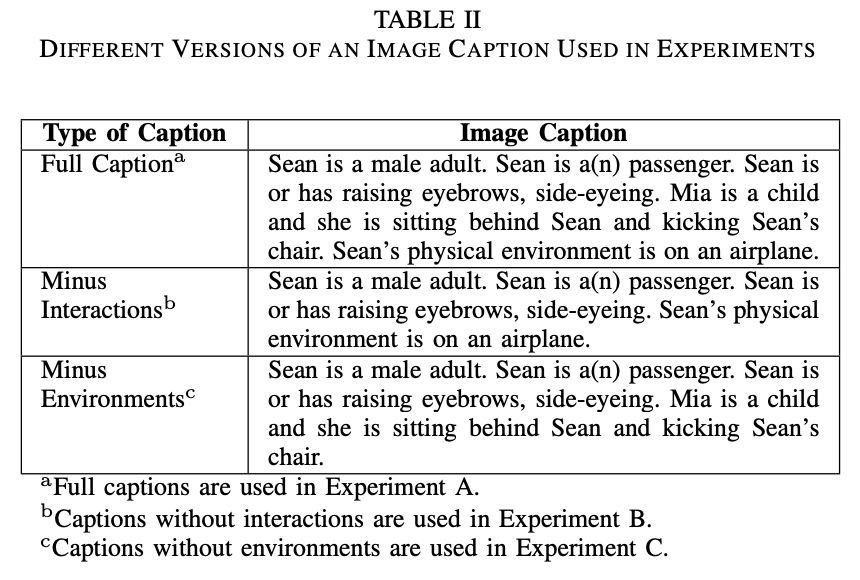 TABLE II
DIFFERENT VERSIONS OF AN IMAGE CAPTION USED IN EXPERIMENTS
Type of Caption Image Caption
Full Captionᵃ Sean is a male adult. Sean is a(n) passenger. Sean is
or has raising eyebrows, side-eyeing. Mia is a child
and she is sitting behind Sean and kicking Sean's
chair. Sean's physical environment is on an airplane.
Minus Sean is a male adult. Sean is a(n) passenger. Sean is
Interactionsᵇ or has raising eyebrows, side-eyeing. Sean's physical
environment is on an airplane.
Minus Sean is a male adult. Sean is a(n) passenger. Sean is
Environmentsᶜ or has raising eyebrows, side-eyeing. Mia is a child
and she is sitting behind Sean and kicking Sean's
chair.
ᵃFull captions are used in Experiment A.
ᵇCaptions without interactions are used in Experiment B.
ᶜCaptions without environments are used in Experiment C.